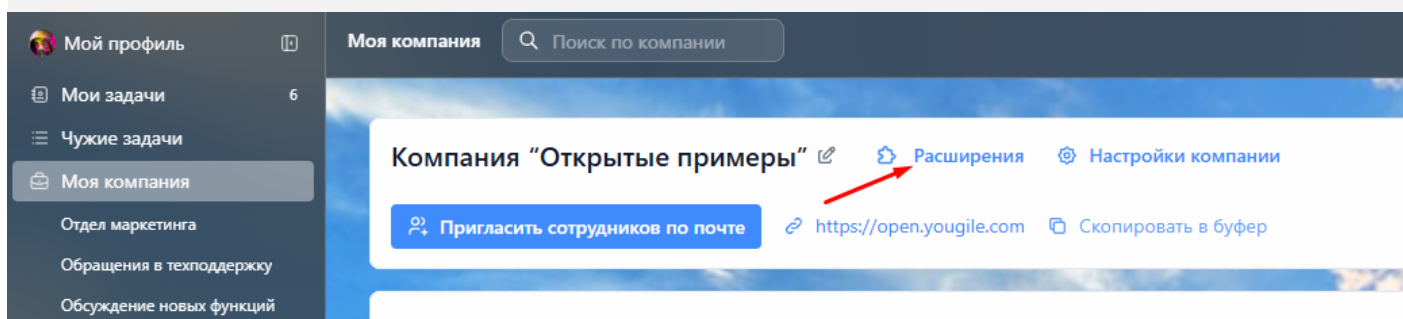 Мой профиль
Моя компания
Поиск по компании
Мои задачи 6
Чужие задачи
Моя компания
Отдел маркетинга
Обращения в техподдержку
Обсуждение новых функций
Компания “Открытые примеры”
Расширения
Настройки компании
Пригласить сотрудников по почте
https://open.yougile.com
Скопировать в буфер